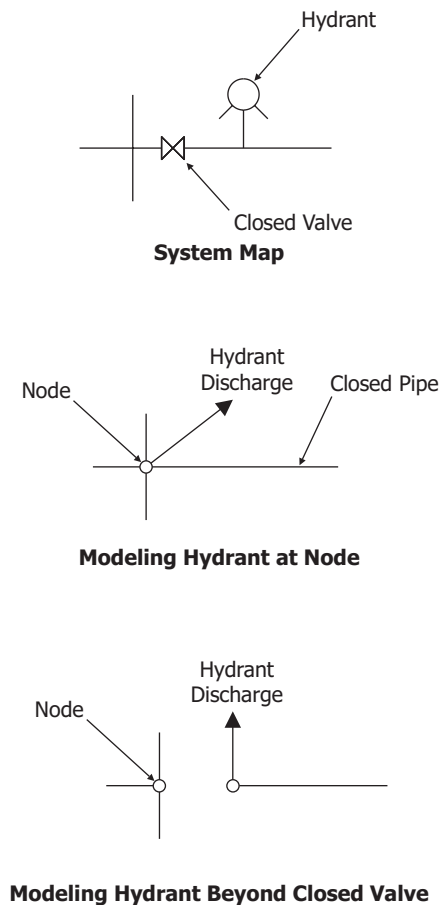 Hydrant
Closed Valve
System Map
Hydrant
Discharge
Node
Closed Pipe
Modeling Hydrant at Node
Hydrant
Discharge
Node
Modeling Hydrant Beyond Closed Valve